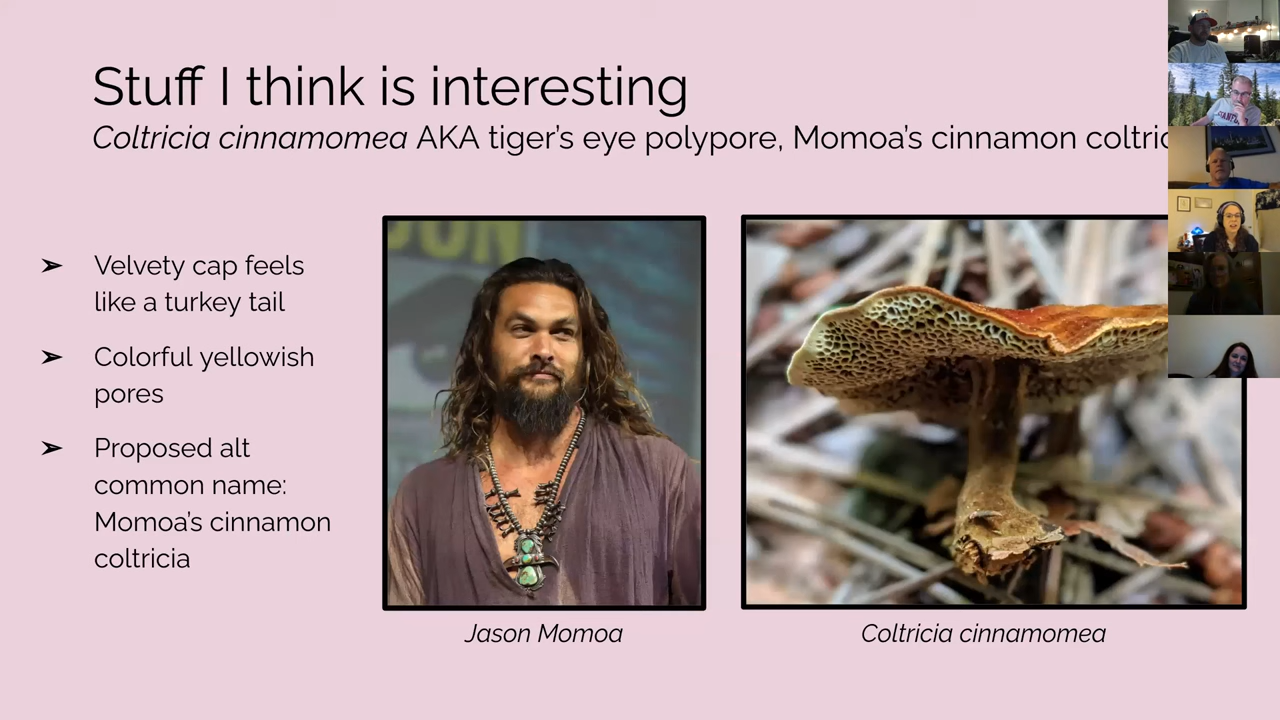 Stuff I think is interesting
Coltricia cinnamomea AKA tiger's eye polypore, Momoa's cinnamon
➢ Velvety cap feels
like a turkey tail
➢ Colorful yellowish
pores
➢ Proposed alt
common name:
Momoa's cinnamon
coltricia
Jason Momoa
Coltricia cinnamomea